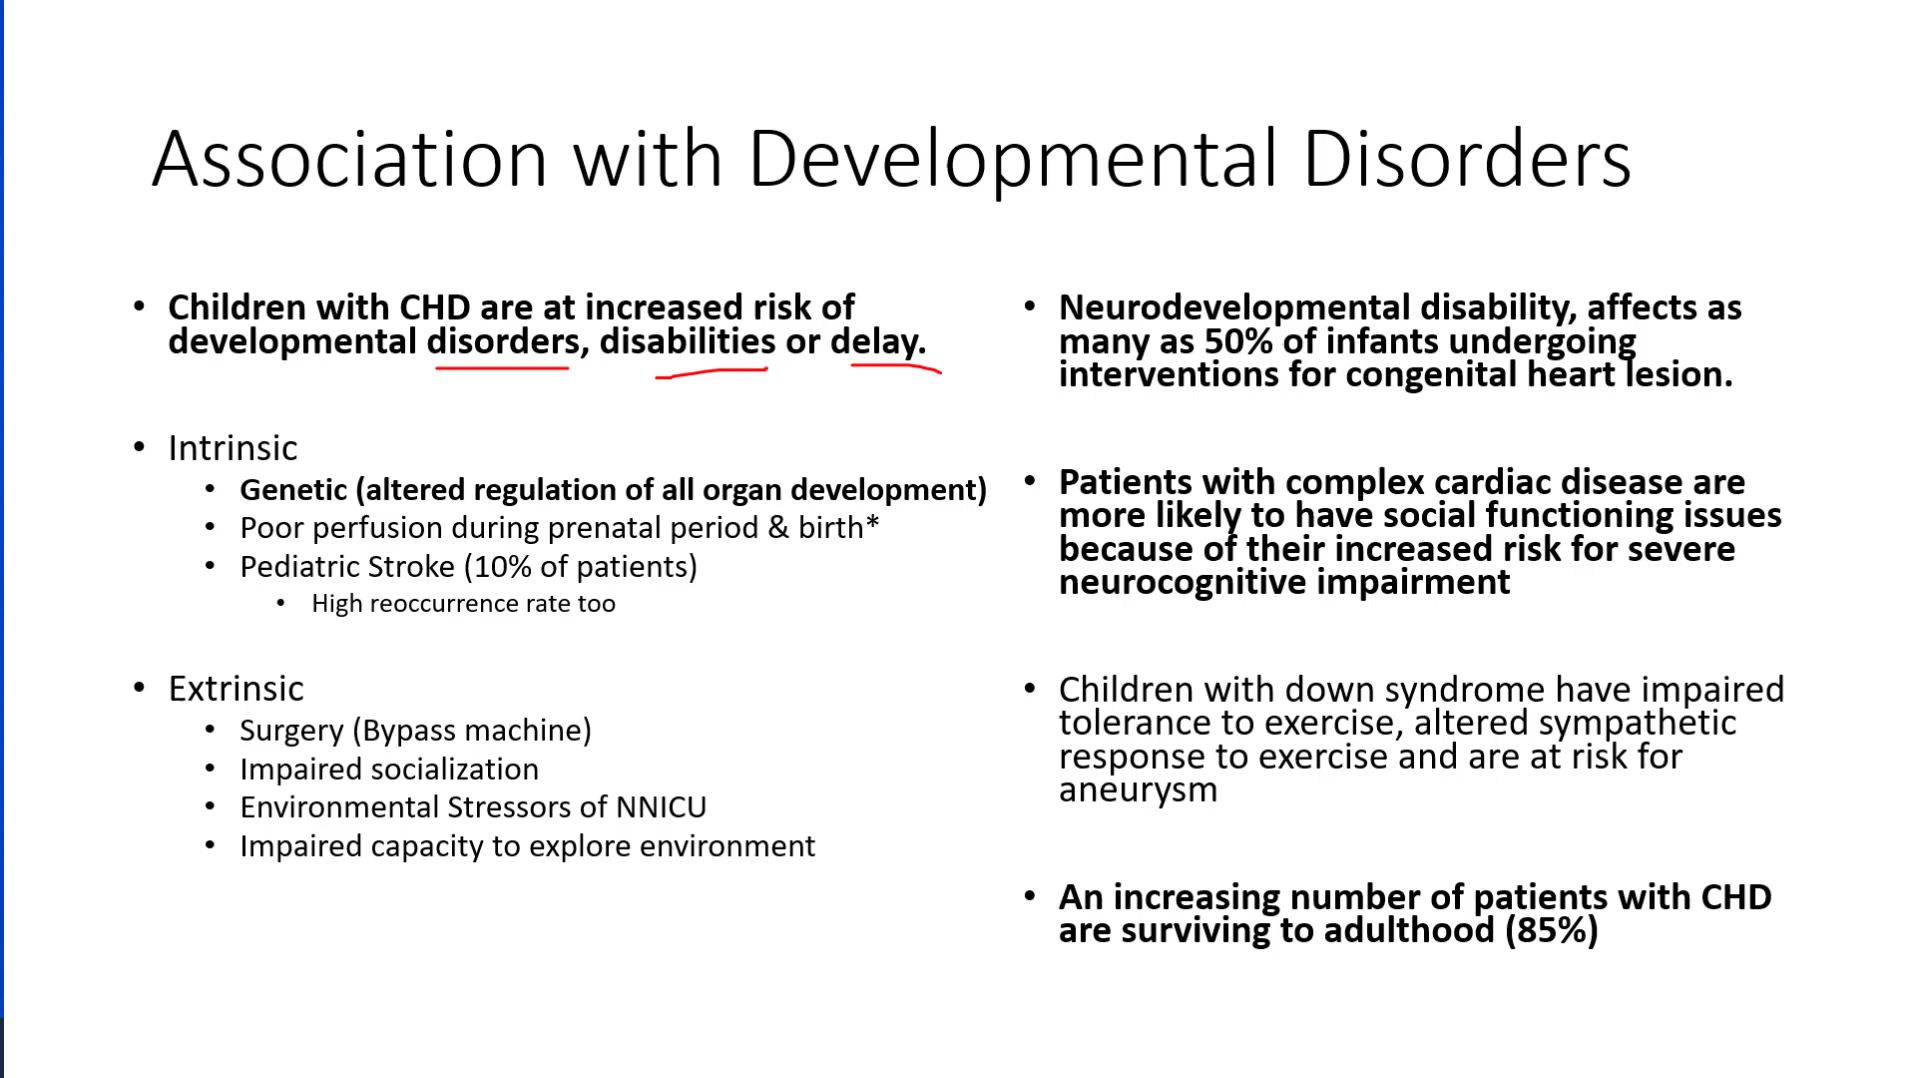 Association with Developmental Disorders
• Children with CHD are at increased risk of
developmental disorders, disabilities or delay.
• Intrinsic
• Genetic (altered regulation of all organ development)
• Poor perfusion during prenatal period & birth*
• Pediatric Stroke (10% of patients)
• High reoccurrence rate too
• Extrinsic
• Surgery (Bypass machine)
• Impaired socialization
• Environmental Stressors of NNICU
• Impaired capacity to explore environment
• Neurodevelopmental disability, affects as
many as 50% of infants undergoing
interventions for congenital heart lesion.
• Patients with complex cardiac disease are
more likely to have social functioning issues
because of their increased risk for severe
neurocognitive impairment
• Children with down syndrome have impaired
tolerance to exercise, altered sympathetic
response to exercise and are at risk for
aneurysm
• An increasing number of patients with CHD
are surviving to adulthood (85%)